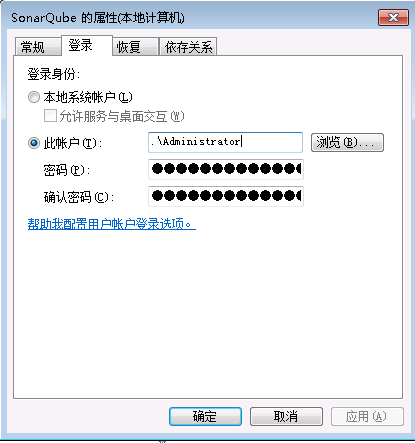 SonarQube 的属性(本地计算机)
常规 登录 恢复 依存关系
登录身份:
本地系统帐户(L)
允许服务与桌面交互(W)
此帐户(T): .\Administrator 浏览(B)...
密码(P): ●●●●●●●●●●●●●
确认密码(C): ●●●●●●●●●●●●●
帮助我配置用户帐户登录选项。
确定 取消 应用(A)